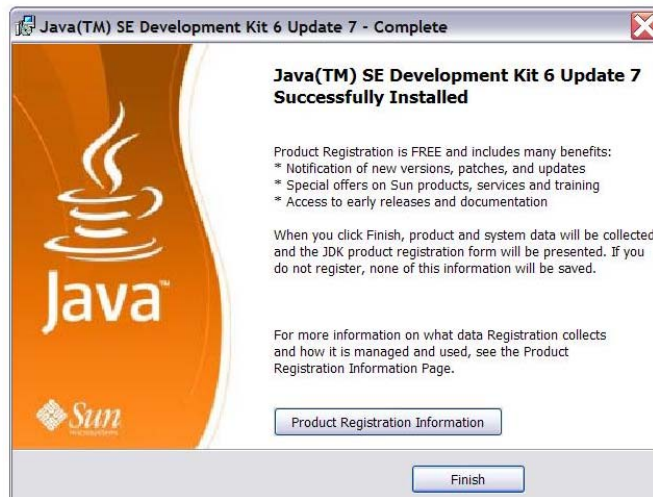 Java(TM) SE Development Kit 6 Update 7 - Complete
Java(TM) SE Development Kit 6 Update 7
Successfully Installed
Product Registration is FREE and includes many benefits:
* Notification of new versions, patches, and updates
* Special offers on Sun products, services and training
* Access to early releases and documentation
When you click Finish, product and system data will be collected
and the JDK product registration form will be presented. If you
do not register, none of this information will be saved.
Java™
For more information on what data Registration collects
and how it is managed and used, see the Product
Registration Information Page.
Sun
Product Registration Information
Finish